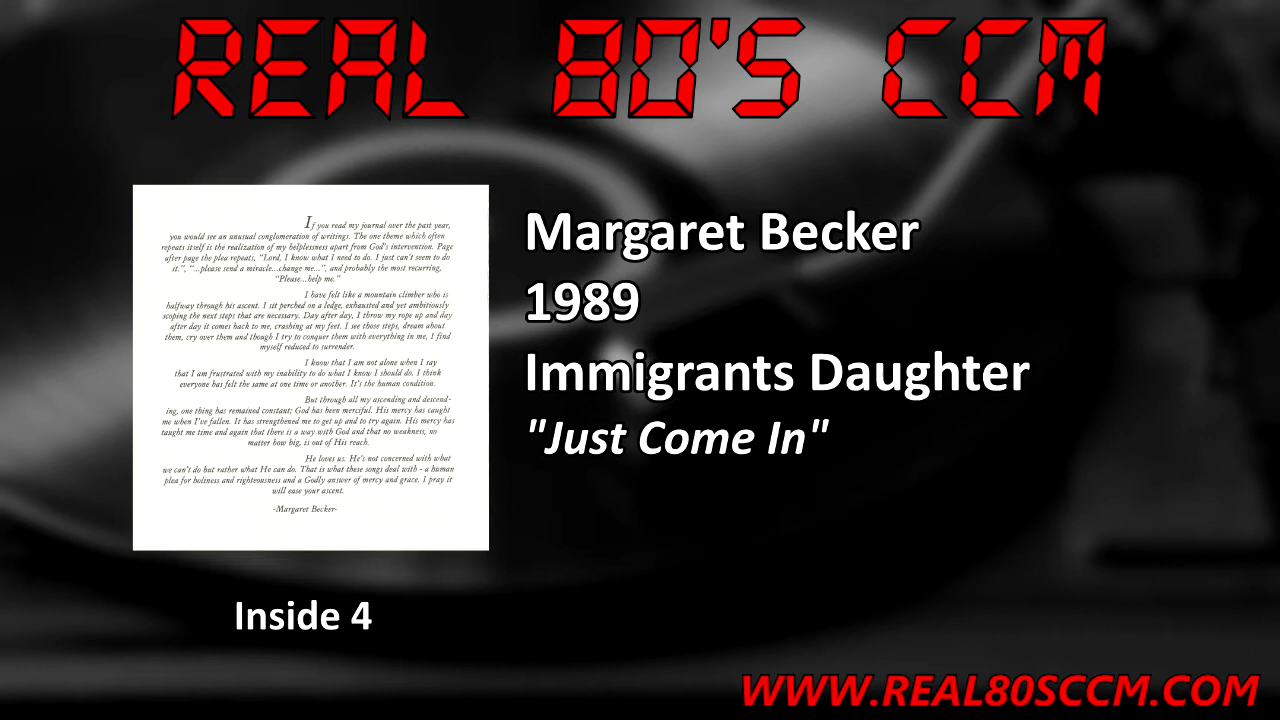 REAL 80'S CCM
If you read my journal over the past year,
you would see an unusual conglomeration of writings. The one theme which often
repeats itself is the realization of my helplessness apart from God's intervention. Page
after page the plea repeats, "Lord, I know what I need to do. I just can't seem to do
it.", "...please send a miracle...change me...", and probably the most recurring,
"Please...help me."
I have felt like a mountain climber who is
halfway through his ascent. I sit perched on a ledge, exhausted and yet ambitiously
scoping the next steps that are necessary. Day after day, I throw my rope up and day
after day it comes back to me, crashing at my feet. I see those steps, dream about
them, cry over them and though I try to conquer them with everything in me, I find
myself reduced to surrender.
I know that I am not alone when I say
that I am frustrated with my inability to do what I know I should do. I think
everyone has felt the same at one time or another. It's the human condition.
But through all my ascending and descend-
ing, one thing has remained constant; God has been merciful. His mercy has caught
me when I've fallen. It has strengthened me to get up and to try again. His mercy has
taught me time and again that there is a way with God and that no weakness, no
matter how big, is out of His reach.
He loves us. He's not concerned with what
we can't do but rather what He can do. That is what these songs deal with - a human
plea for holiness and righteousness and a Godly answer of mercy and grace. I pray it
will ease your ascent.
-Margaret Becker-
Inside 4
Margaret Becker
1989
Immigrants Daughter
"Just Come In"
WWW.REAL80SCCM.COM